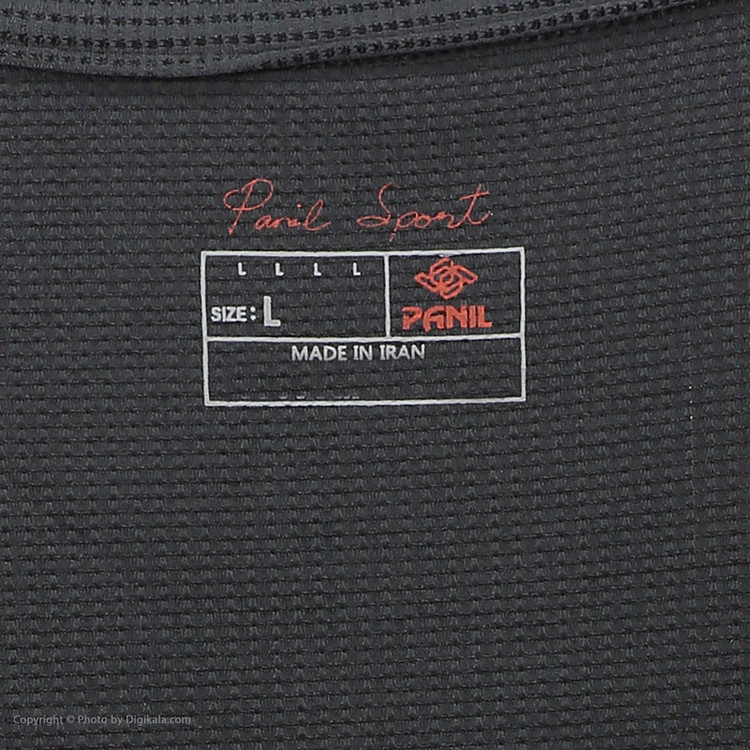 Panil Sport
L L L L
SIZE: L
PANIL
MADE IN IRAN
Copyright © Photo by Digikala.com